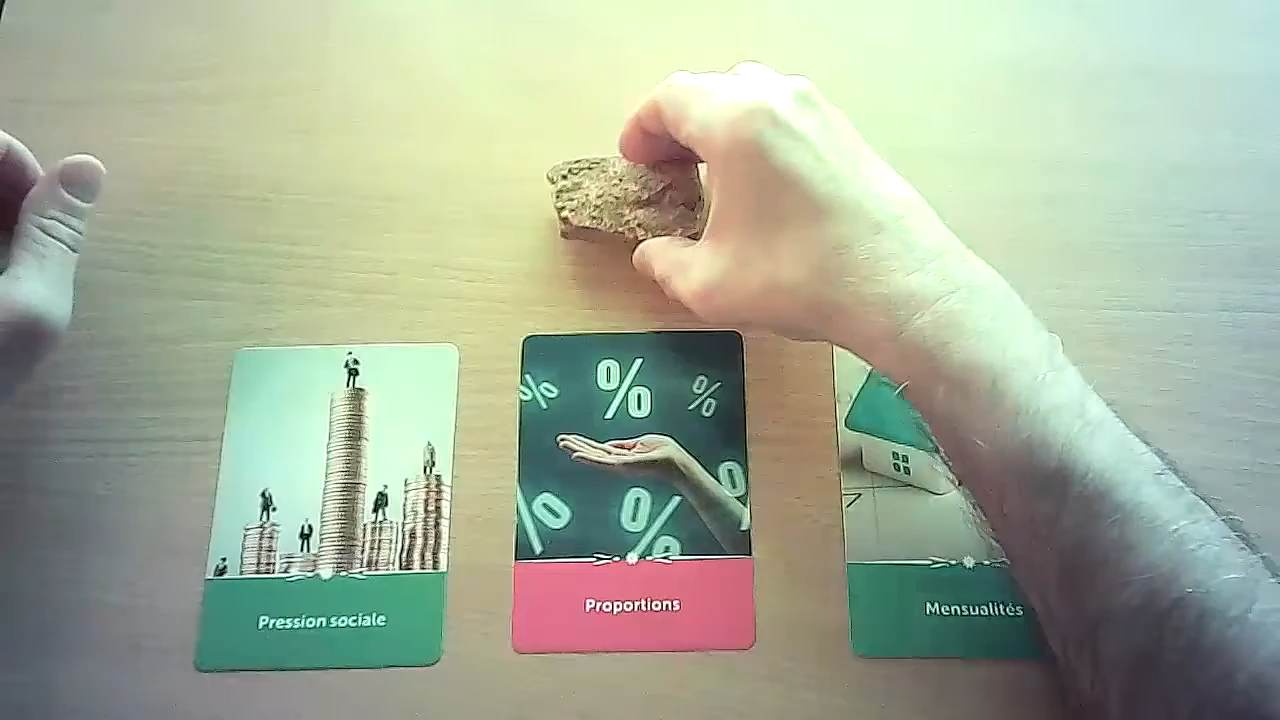 % % %
% % %
Pression sociale
Proportions
Mensualités